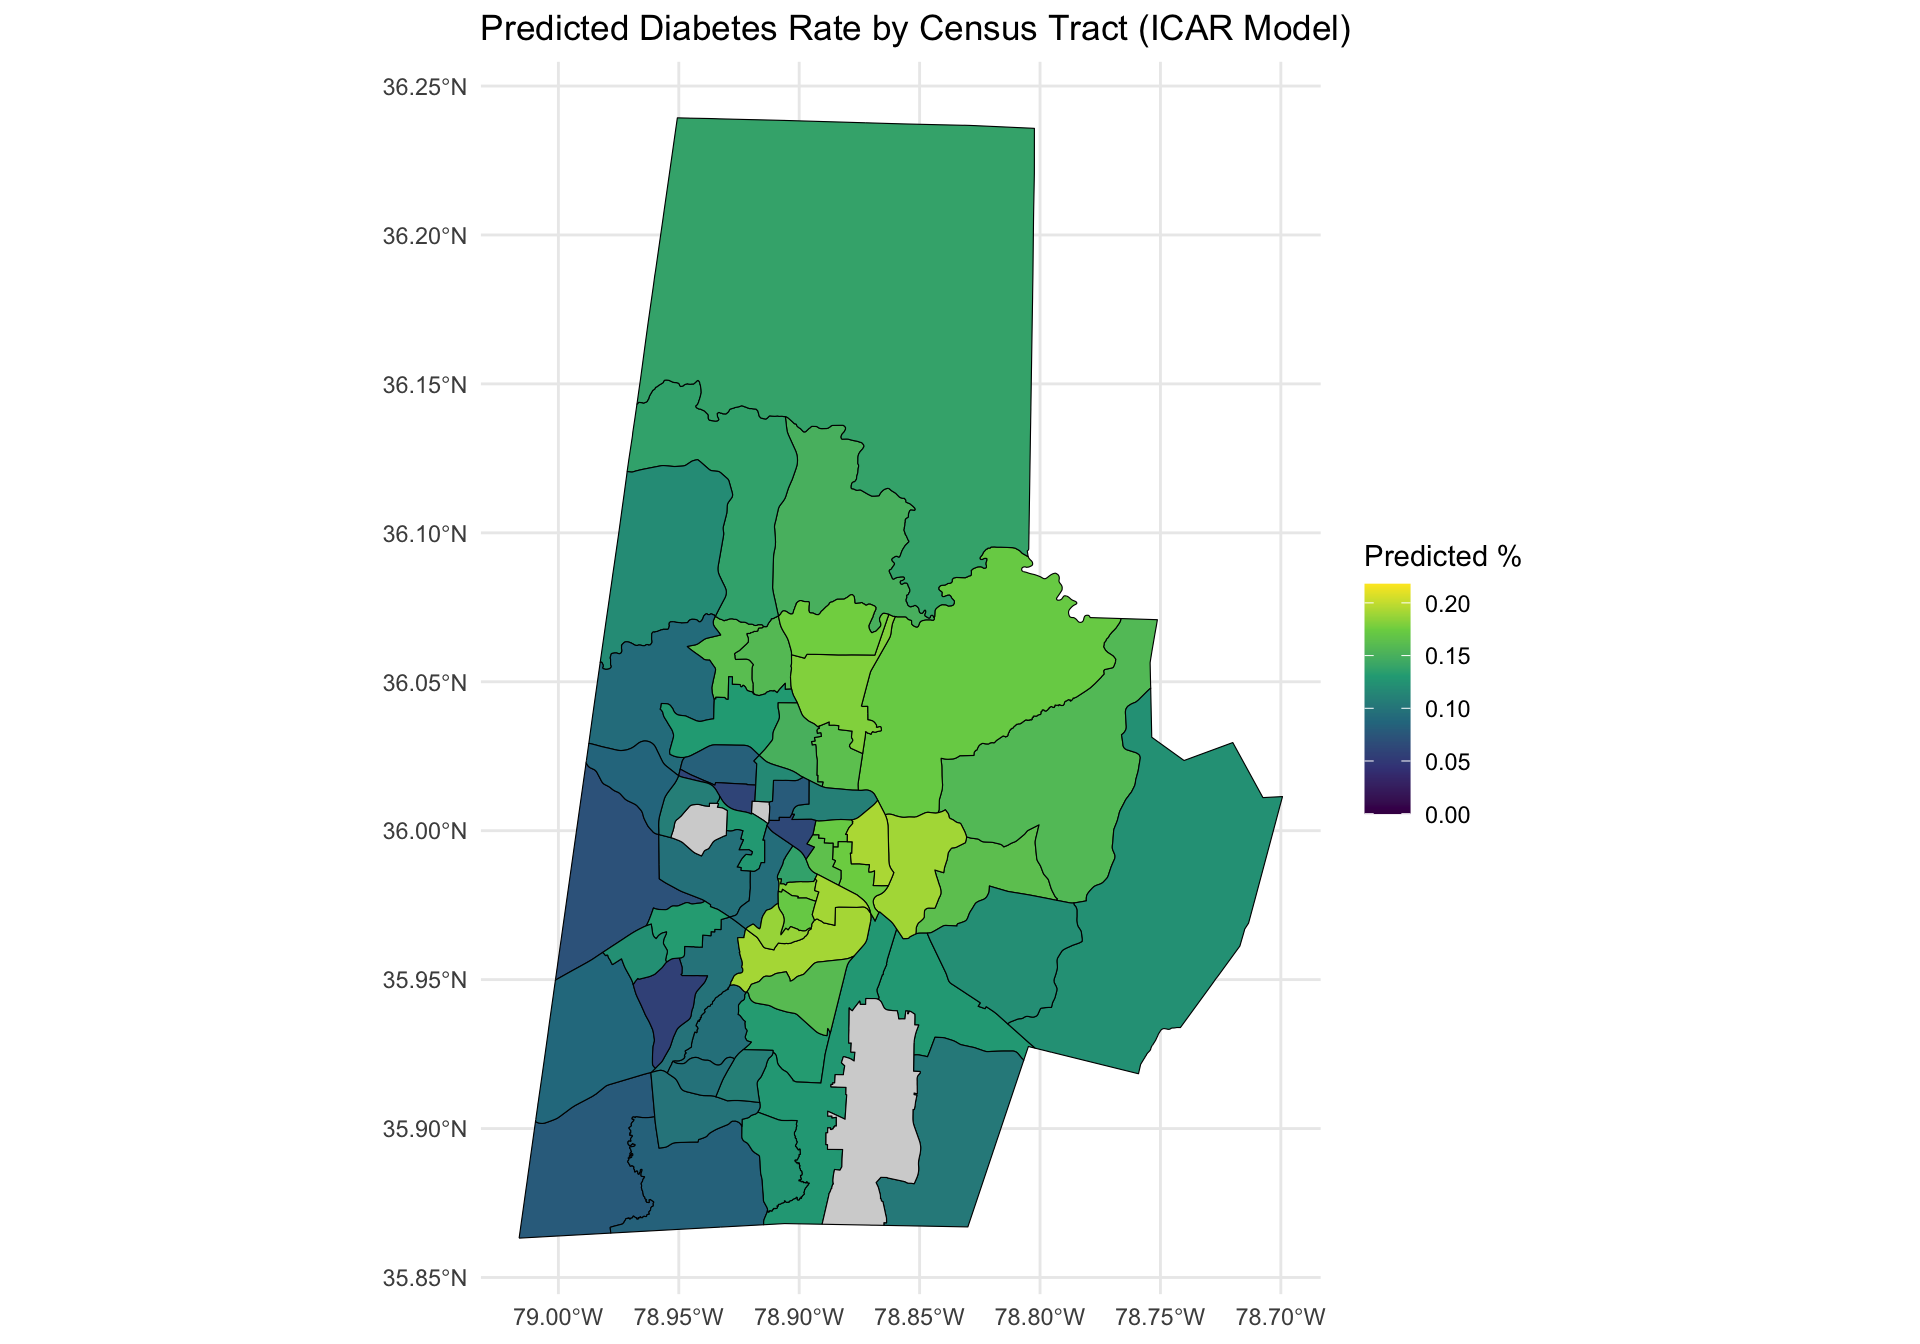 Predicted Diabetes Rate by Census Tract (ICAR Model)
36.25°N
36.20°N
36.15°N
36.10°N
36.05°N
36.00°N
35.95°N
35.90°N
35.85°N
79.00°W 78.95°W 78.90°W 78.85°W 78.80°W 78.75°W 78.70°W
Predicted %
0.20
0.15
0.10
0.05
0.00